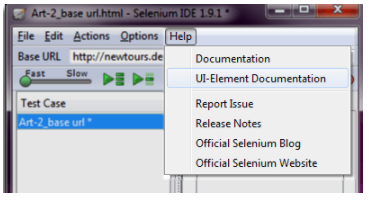 Art-2_base url.html - Selenium IDE 1.9.1 *
File Edit Actions Options Help
Base URL http://newtours.de
Fast Slow
Test Case
Art-2_base url *
Documentation
UI-Element Documentation
Report Issue
Release Notes
Official Selenium Blog
Official Selenium Website